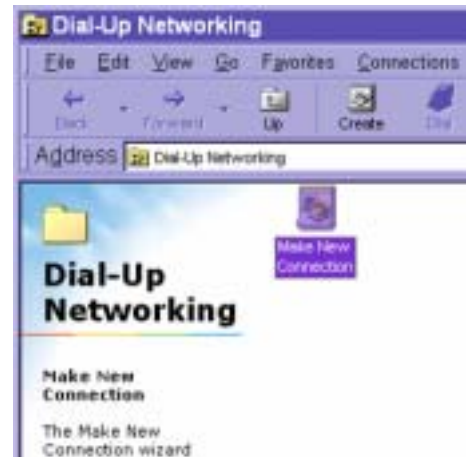 Dial-Up Networking
File Edit View Go Favorites Connections
Back Forward Up Create Dial
Address Dial-Up Networking
Make New
Connection
Dial-Up
Networking
Make New
Connection
The Make New
Connection wizard